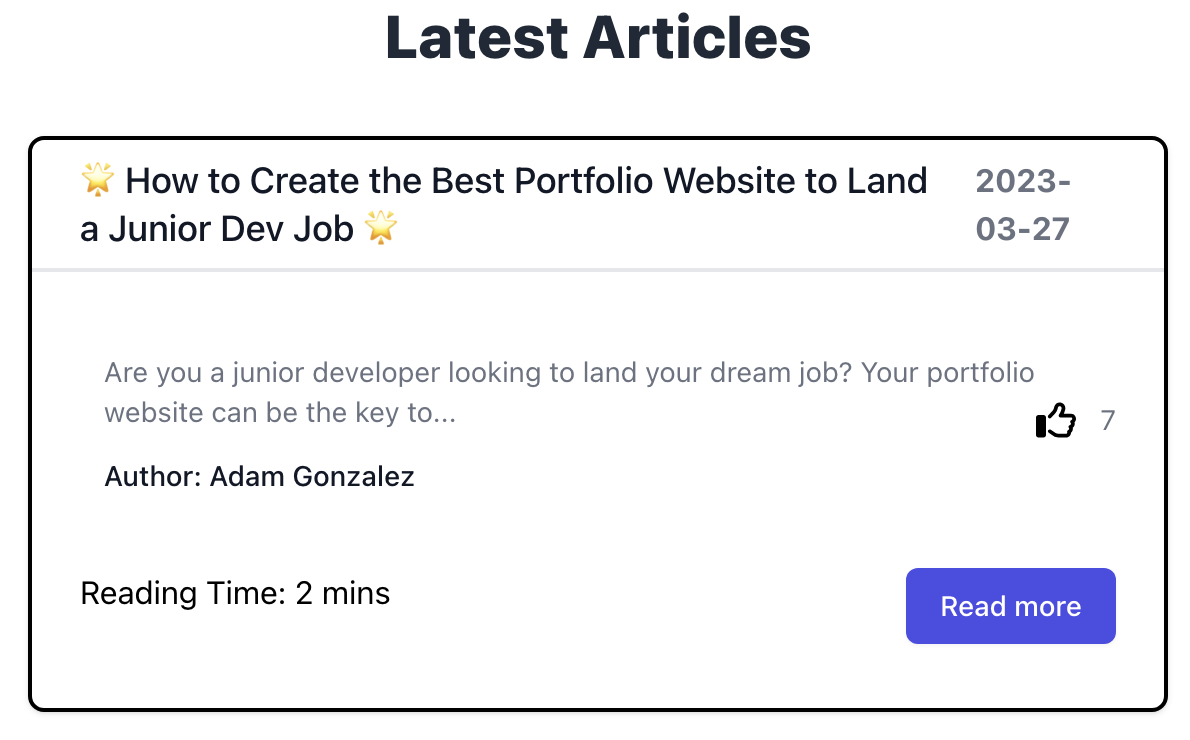 Latest Articles
🌟 How to Create the Best Portfolio Website to Land
a Junior Dev Job 🌟
2023-
03-27
Are you a junior developer looking to land your dream job? Your portfolio
website can be the key to...
7
Author: Adam Gonzalez
Reading Time: 2 mins
Read more